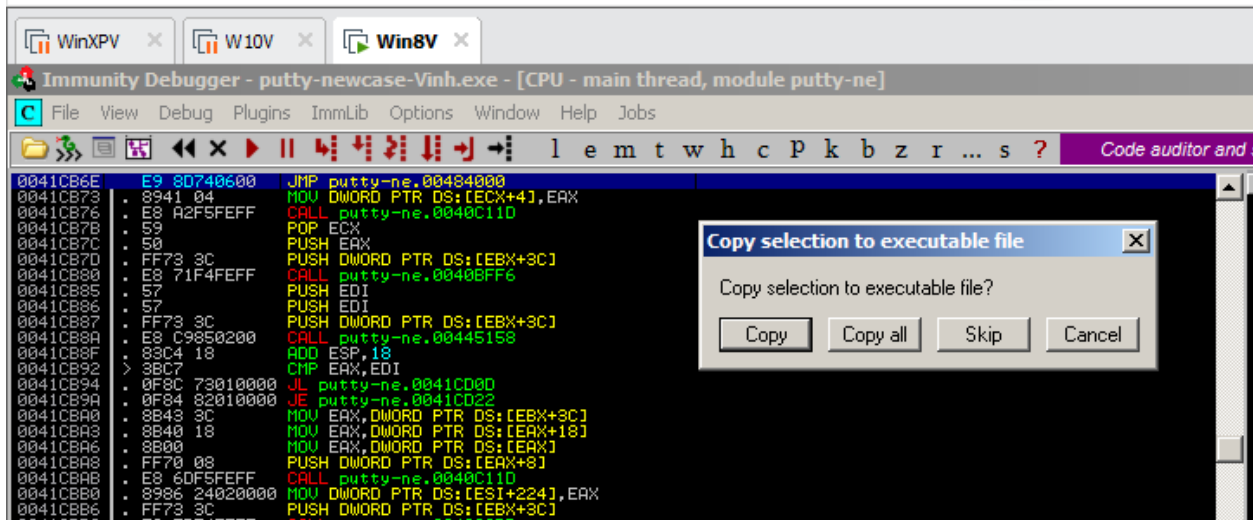 WinXPV × W10V × Win8V ×
Immunity Debugger - putty-newcase-Vinh.exe - [CPU - main thread, module putty-ne]
C File View Debug Plugins ImmLib Options Window Help Jobs
l e m t w h c P k b z r ... s ? Code auditor and
0041CB6E E9 8D740600 JMP putty-ne.00484000
0041CB73 . 8941 04 MOV DWORD PTR DS:[ECX+4],EAX
0041CB76 . E8 A2F5FEFF CALL putty-ne.0040C11D
0041CB7B . 59 POP ECX
0041CB7C . 50 PUSH EAX
0041CB7D . FF73 3C PUSH DWORD PTR DS:[EBX+3C]
0041CB80 . E8 71F4FEFF CALL putty-ne.0040BFF6
0041CB85 . 57 PUSH EDI
0041CB86 . 57 PUSH EDI
0041CB87 . FF73 3C PUSH DWORD PTR DS:[EBX+3C]
0041CB8A . E8 C9850200 CALL putty-ne.00445158
0041CB8F . 83C4 18 ADD ESP,18
0041CB92 > 3BC7 CMP EAX,EDI
0041CB94 . 0F8C 73010000 JL putty-ne.0041CD0D
0041CB9A . 0F84 82010000 JE putty-ne.0041CD22
0041CBA0 . 8B43 3C MOV EAX,DWORD PTR DS:[EBX+3C]
0041CBA3 . 8B40 18 MOV EAX,DWORD PTR DS:[EAX+18]
0041CBA6 . 8B00 MOV EAX,DWORD PTR DS:[EAX]
0041CBA8 . FF70 08 PUSH DWORD PTR DS:[EAX+8]
0041CBAB . E8 6DF5FEFF CALL putty-ne.0040C11D
0041CBB0 . 8986 24020000 MOV DWORD PTR DS:[ESI+224],EAX
0041CBB6 . FF73 3C PUSH DWORD PTR DS:[EBX+3C]
Copy selection to executable file
Copy selection to executable file?
Copy Copy all Skip Cancel